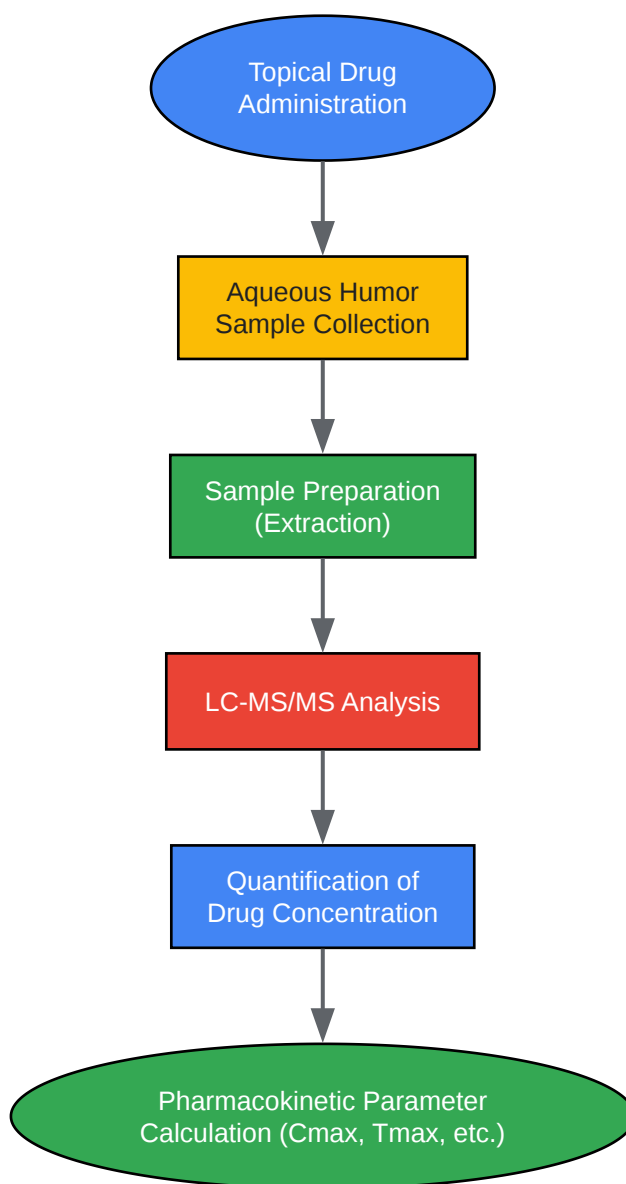 Topical Drug
Administration
Aqueous Humor
Sample Collection
Sample Preparation
(Extraction)
LC-MS/MS Analysis
Quantification of
Drug Concentration
Pharmacokinetic Parameter
Calculation (Cmax, Tmax, etc.)